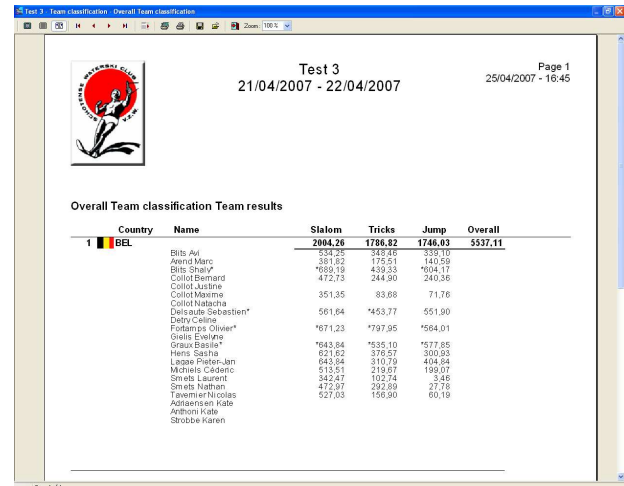 Test 3 - Team classification - Overall Team classification
Zoom: 100 %
SCHOTENSE WATERSKI CLUB V.Z.W.
Test 3
21/04/2007 - 22/04/2007
Page 1
25/04/2007 - 16:45
Overall Team classification Team results
Country Name Slalom Tricks Jump Overall
1 BEL 2004,26 1786,82 1746,03 5537,11
Blits Avi 534,25 348,46 339,10
Arend Marc 381,82 175,51 140,59
Blits Shaly* *689,19 439,33 *604,17
Collot Bernard 472,73 244,90 240,36
Collot Justine
Collot Maxime 351,35 83,68 71,76
Collot Natacha
Delsaute Sebastien* 561,64 *453,77 551,90
Detry Celine
Fortamps Olivier* *671,23 *797,95 *564,01
Gielis Evelyne
Graux Basile* *643,84 *535,10 *577,85
Hens Sasha 621,62 376,57 300,93
Lagae Pieter-Jan 643,84 310,79 404,84
Michiels Céderic 513,51 219,67 199,07
Smets Laurent 342,47 102,74 3,46
Smets Nathan 472,97 292,89 27,78
Tavernier Nicolas 527,03 156,90 60,19
Adriaensen Kate
Anthoni Kate
Strobbe Karen